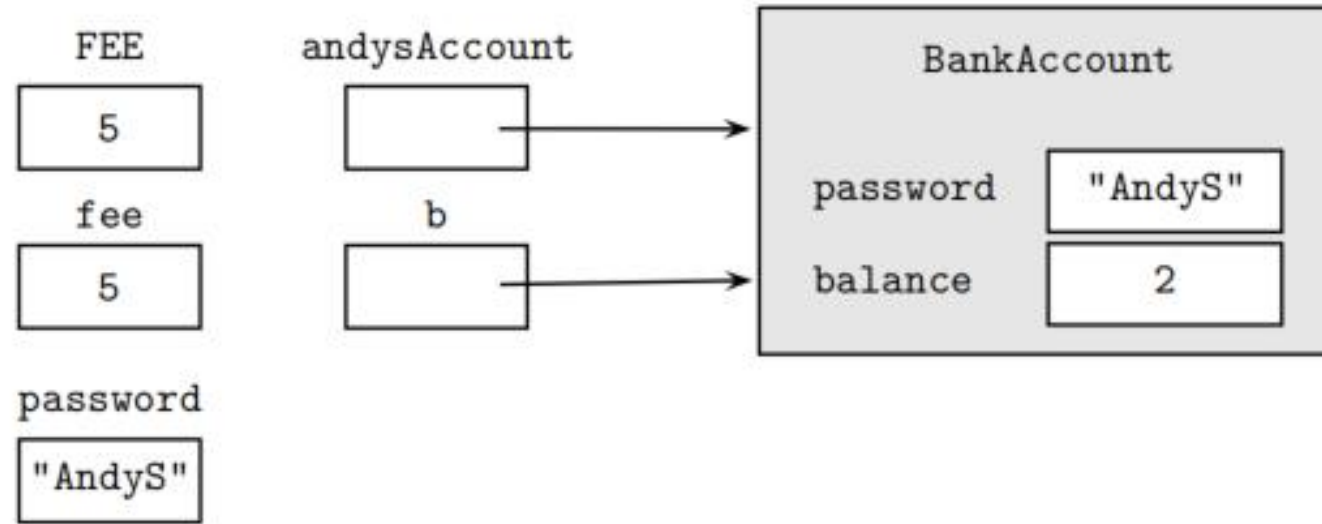 FEE
andysAccount
BankAccount
5
password
"AndyS"
fee
b
balance
2
5
password
"AndyS"